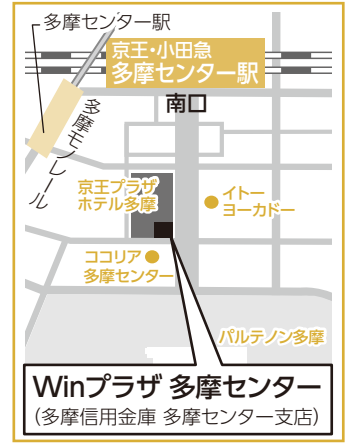 多摩センター駅
京王・小田急
多摩センター駅
南口
多摩モノレール
京王プラザ
ホテル多摩
イトー
ヨーカドー
ココリア
多摩センター
パルテノン多摩
Winプラザ 多摩センター
(多摩信用金庫 多摩センター支店)